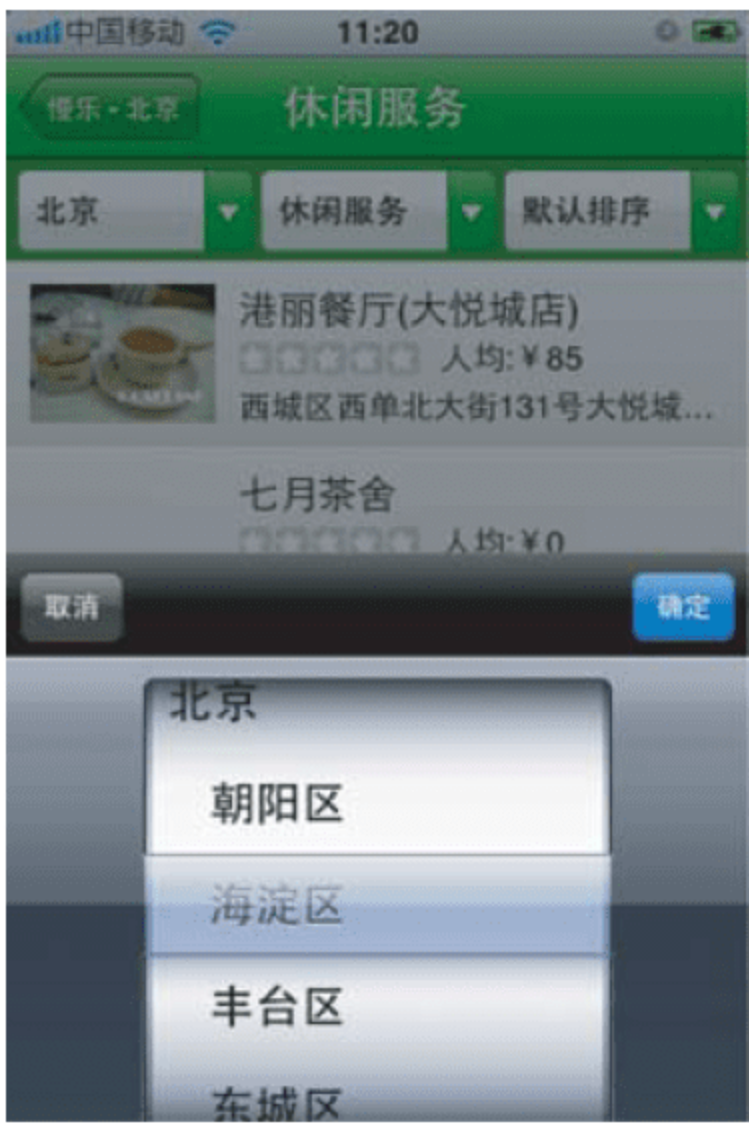 中国移动 11:20
慢乐-北京 休闲服务
北京 休闲服务 默认排序
港丽餐厅(大悦城店)
人均:¥85
西城区西单北大街131号大悦城...
七月茶舍
人均:¥0
取消 确定
北京
朝阳区
海淀区
丰台区
东城区